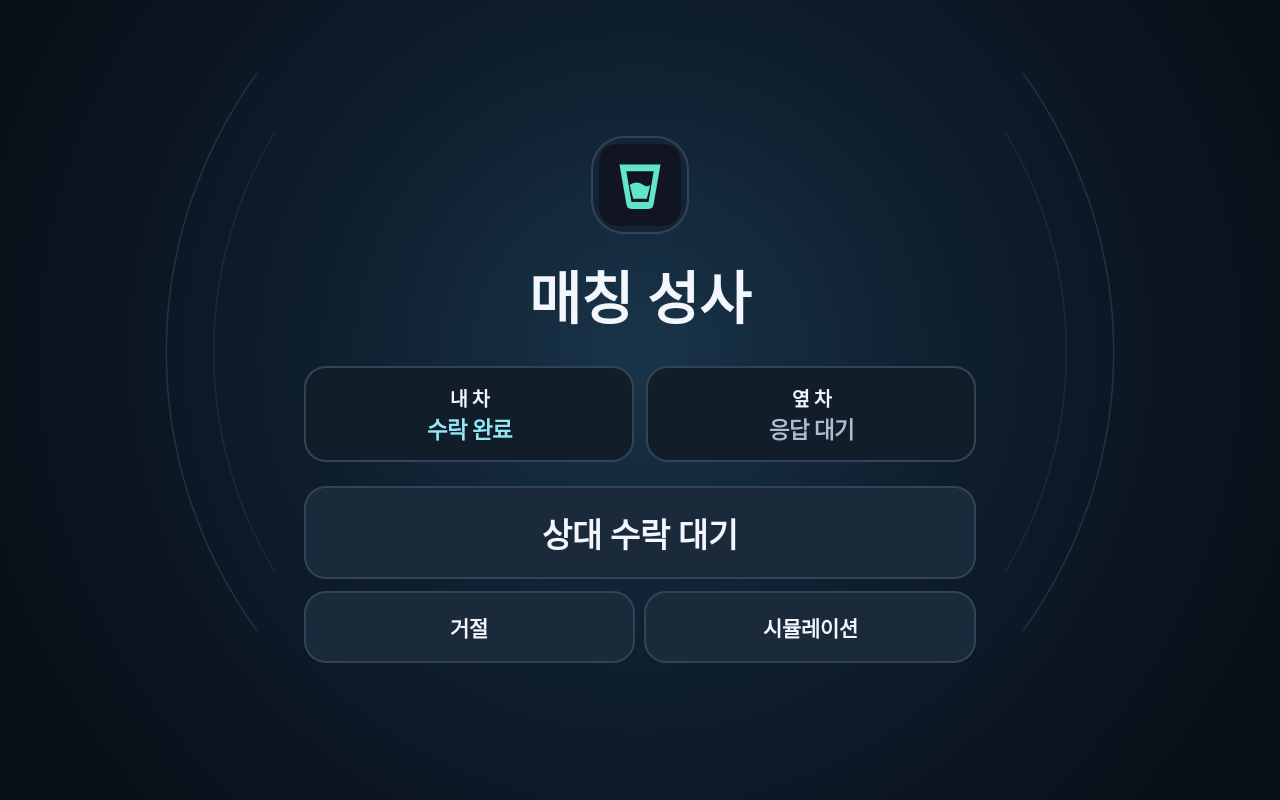 매칭 성사
내 차
수락 완료
옆 차
응답 대기
상대 수락 대기
거절
시뮬레이션